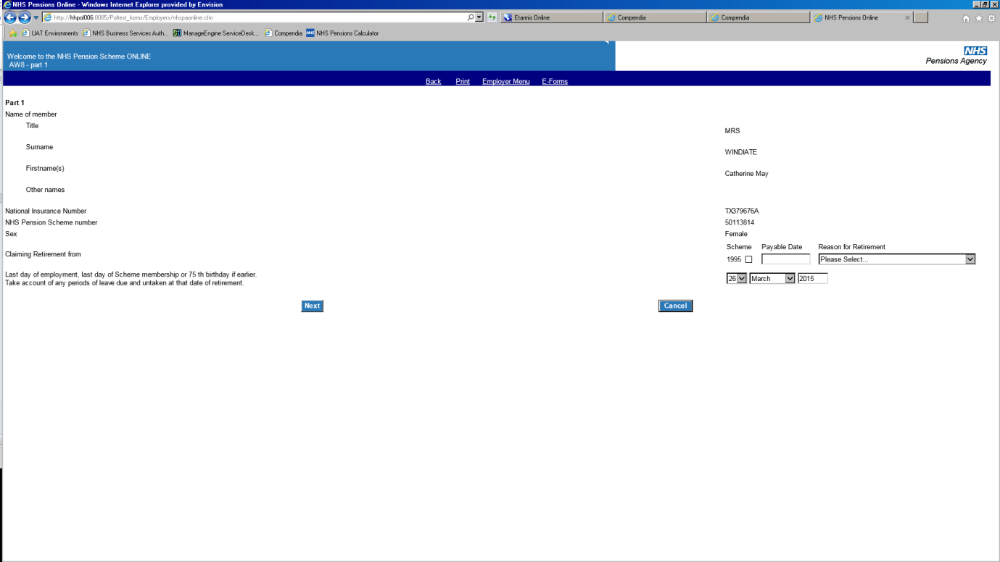 NHS Pensions Online - Windows Internet Explorer provided by Envision
http://hhpol006:8085/Poltest_forms/Employers/nhspaonline.cfm
Etarmis Online
Compendia
Compendia
NHS Pensions Online
UAT Environments
NHS Business Services Auth...
ManageEngine ServiceDesk...
Compendia
NHS Pensions Calculator
Welcome to the NHS Pension Scheme ONLINE
AW8 - part 1
NHS
Pensions Agency
Back Print Employer Menu E-Forms
Part 1
Name of member
Title
MRS
Surname
WINDIATE
Firstname(s)
Catherine May
Other names
National Insurance Number
TX379676A
NHS Pension Scheme number
50113814
Sex
Female
Scheme Payable Date Reason for Retirement
Claiming Retirement from
1995 Please Select...
Last day of employment, last day of Scheme membership or 75 th birthday if earlier.
Take account of any periods of leave due and untaken at that date of retirement.
26 March 2015
Next
Cancel